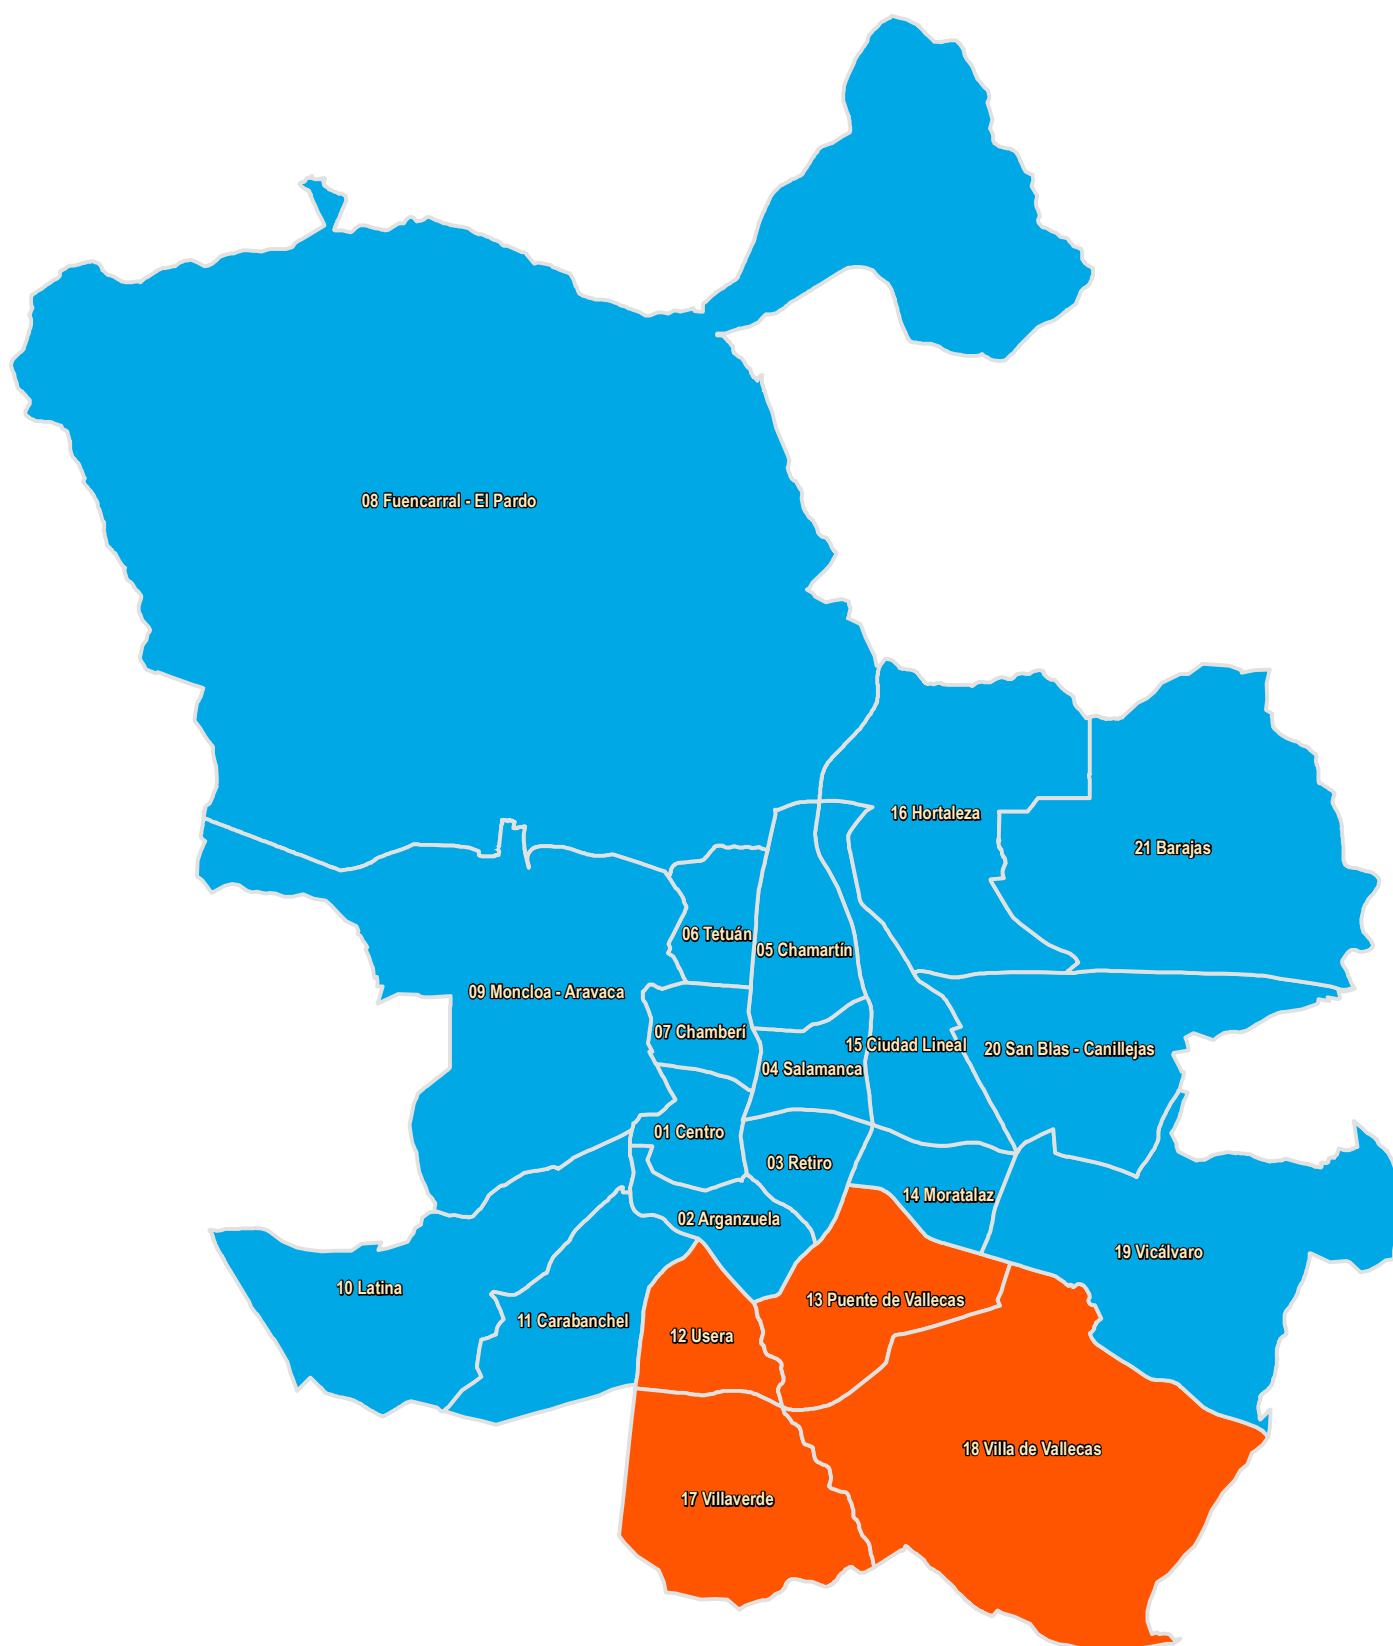 08 Fuencarral - El Pardo
16 Hortaleza
21 Barajas
06 Tetuán
05 Chamartín
09 Moncloa - Aravaca
07 Chamberí
15 Ciudad Lineal
20 San Blas - Canillejas
04 Salamanca
01 Centro
03 Retiro
14 Moratalaz
02 Arganzuela
19 Vicálvaro
10 Latina
13 Puente de Vallecas
11 Carabanchel
12 Usera
18 Villa de Vallecas
17 Villaverde